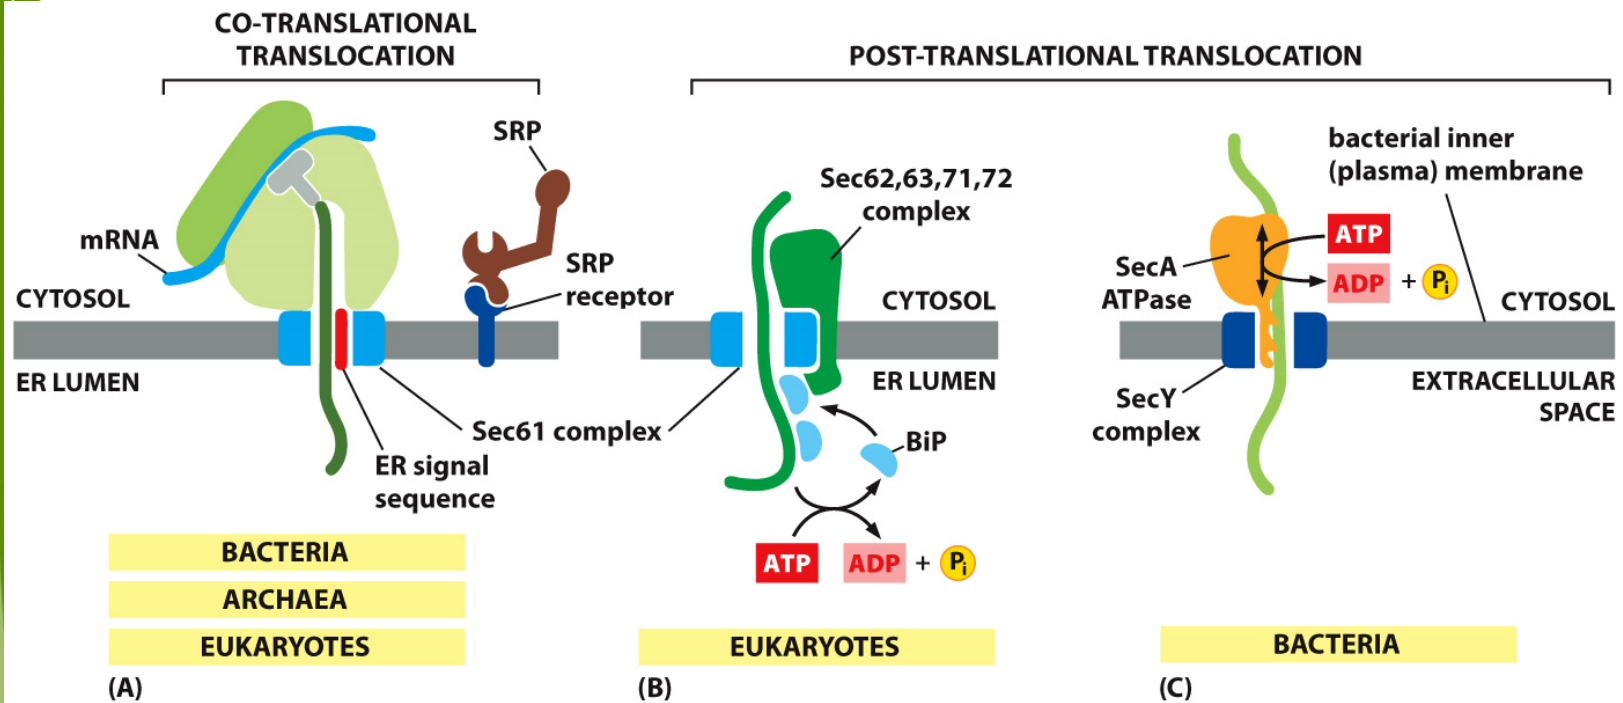 CO-TRANSLATIONAL
TRANSLOCATION
SRP
mRNA
SRP
receptor
CYTOSOL
ER LUMEN
Sec61 complex
ER signal
sequence
BACTERIA
ARCHAEA
EUKARYOTES
(A)
POST-TRANSLATIONAL TRANSLOCATION
Sec62,63,71,72
complex
CYTOSOL
ER LUMEN
BiP
ATP
ADP + Pi
EUKARYOTES
(B)
bacterial inner
(plasma) membrane
ATP
SecA
ATPase
ADP + Pi
CYTOSOL
SecY
complex
EXTRACELLULAR
SPACE
BACTERIA
(C)